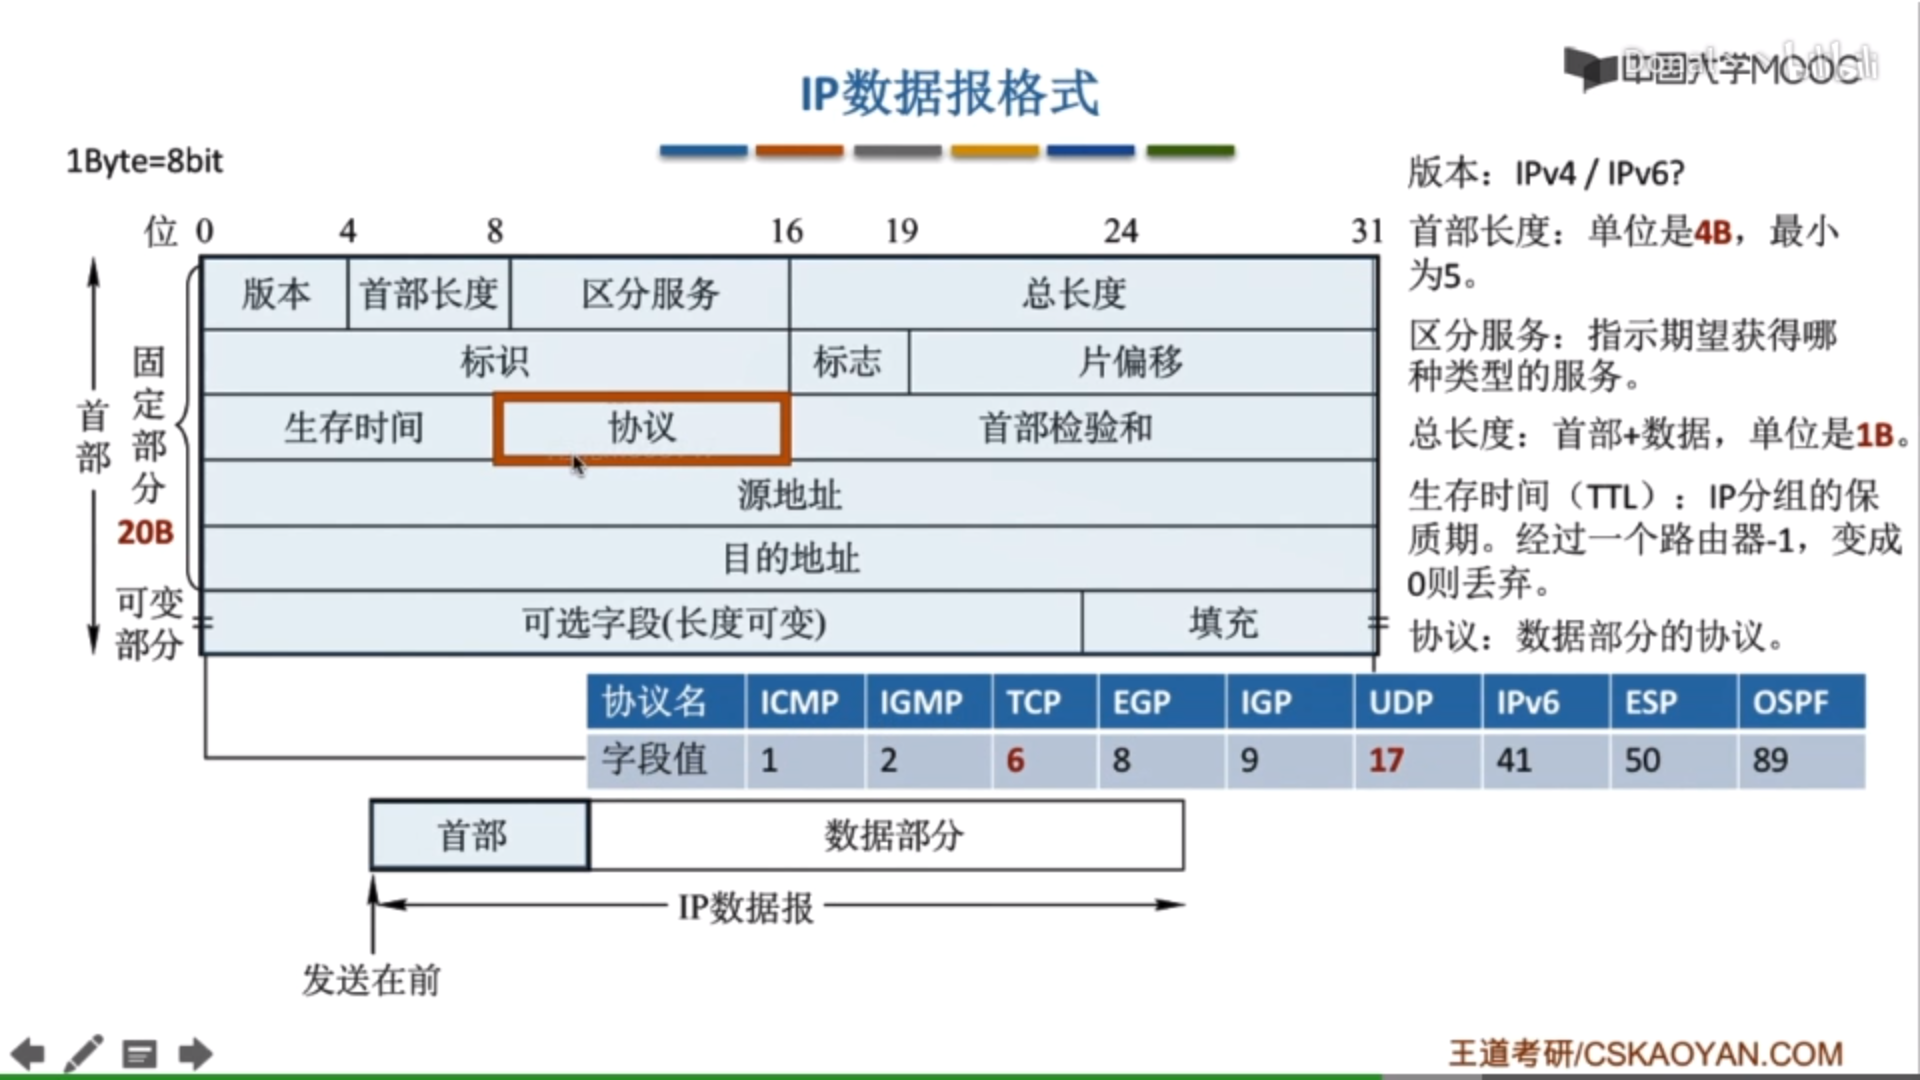 IP数据报格式
中国大学MOOC
1Byte=8bit
位 0 4 8 16 19 24 31
版本 首部长度 区分服务 总长度
标识 标志 片偏移
生存时间 协议 首部检验和
源地址
目的地址
可选字段(长度可变) 填充
首部
固定部分
20B
可变
部分
版本：IPv4 / IPv6?
首部长度：单位是4B，最小
为5。
区分服务：指示期望获得哪
种类型的服务。
总长度：首部+数据，单位是1B。
生存时间（TTL）：IP分组的保
质期。经过一个路由器-1，变成
0则丢弃。
协议：数据部分的协议。
协议名 ICMP IGMP TCP EGP IGP UDP IPv6 ESP OSPF
字段值 1 2 6 8 9 17 41 50 89
首部 数据部分
IP数据报
发送在前
王道考研/CSKAOYAN.COM